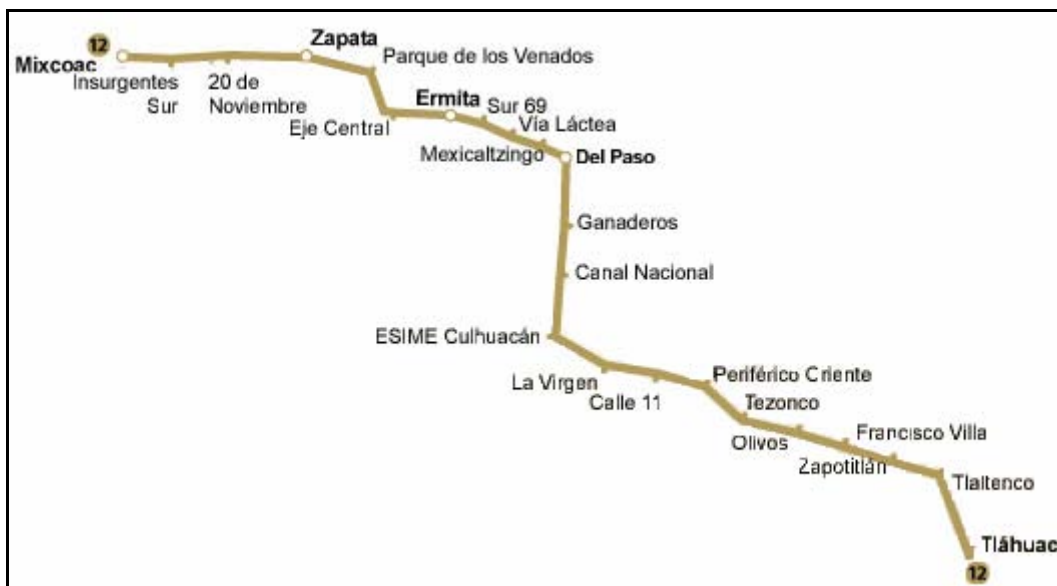 12
Mixcoac
Insurgentes
Sur
20 de
Noviembre
Zapata
Parque de los Venados
Eje Central
Ermita
Sur 69
Vía Láctea
Mexicaltzingo
Del Paso
Ganaderos
Canal Nacional
ESIME Culhuacán
La Virgen
Calle 11
Periférico Criente
Tezonco
Olivos
Francisco Villa
Zapotitlán
Tlaltenco
Tláhuac
12